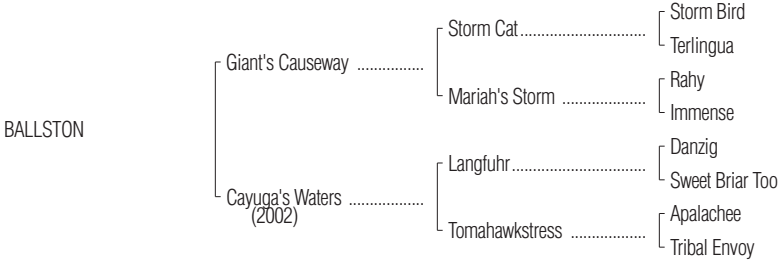 Storm Bird
Storm Cat..............................
Terlingua
Giant's Causeway ................
Rahy
Mariah's Storm ....................
Immense
BALLSTON
Danzig
Langfuhr................................
Sweet Briar Too
Cayuga's Waters ..................
(2002)
Apalachee
Tomahawkstress ..................
Tribal Envoy